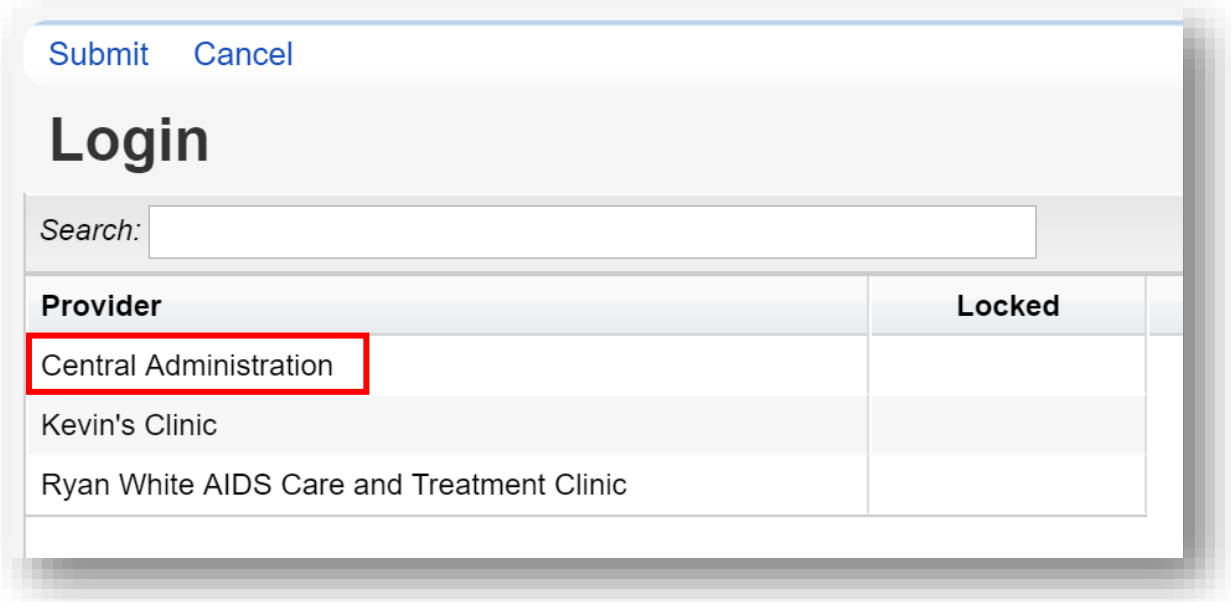 Submit Cancel
Login
Search:
Provider Locked
Central Administration
Kevin's Clinic
Ryan White AIDS Care and Treatment Clinic